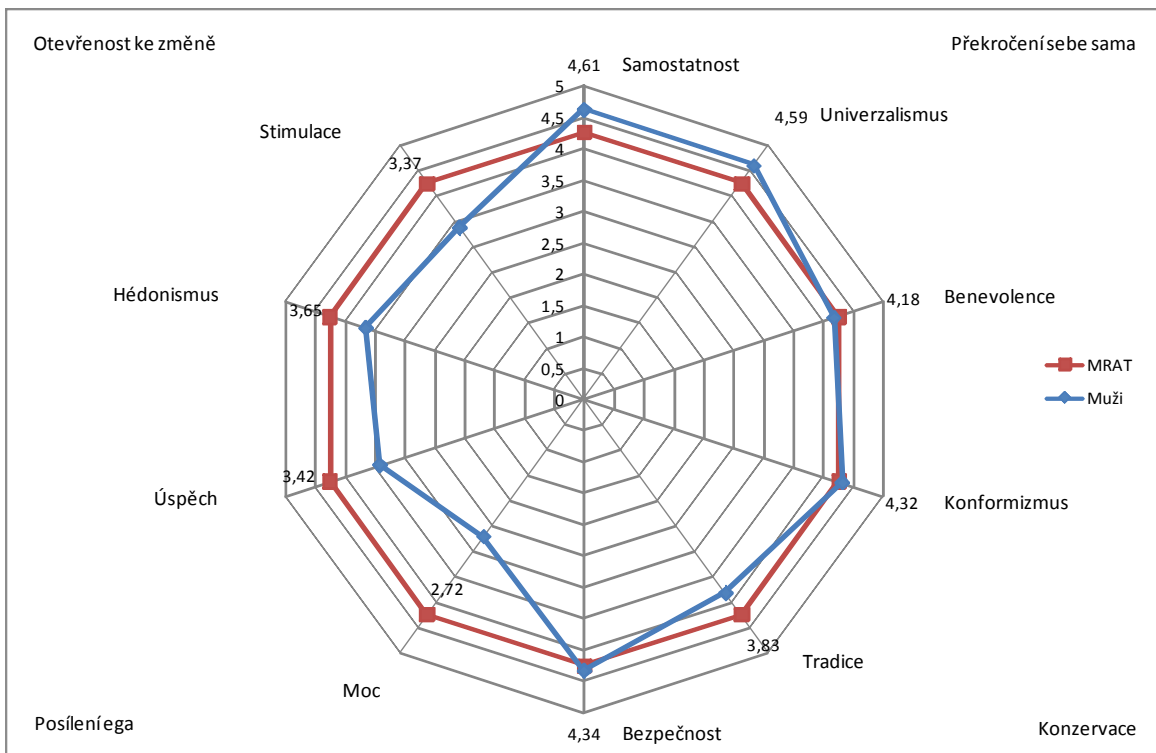 Otevřenost ke změně
Překročení sebe sama
4,61
Samostatnost
4,59
Univerzalismus
Stimulace
3,37
5
4,5
4
3,5
3
2,5
2
1,5
1
0,5
0
Hédonismus
3,65
4,18
Benevolence
MRAT
Muži
Úspěch
3,42
4,32
Konformizmus
2,72
Moc
3,83
Tradice
4,34
Bezpečnost
Posílení ega
Konzervace